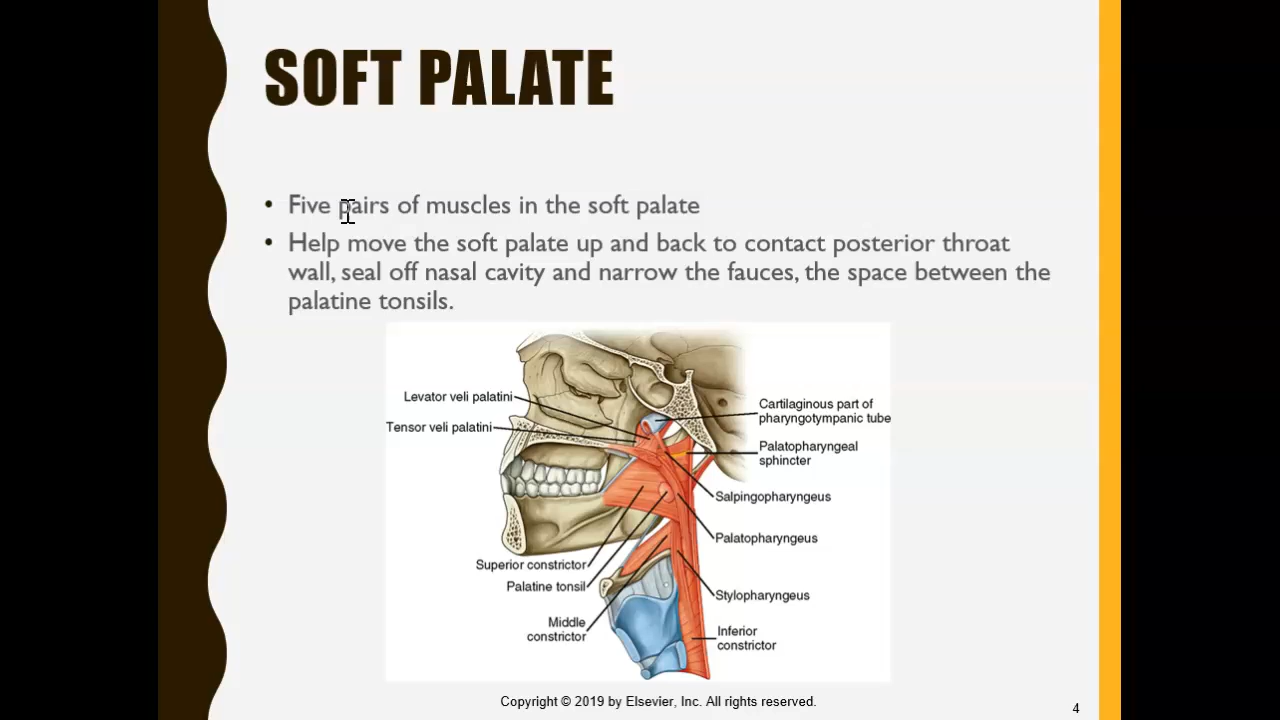 SOFT PALATE
• Five pairs of muscles in the soft palate
• Help move the soft palate up and back to contact posterior throat
wall, seal off nasal cavity and narrow the fauces, the space between the
palatine tonsils.
Levator veli palatini
Tensor veli palatini
Cartilaginous part of
pharyngotympanic tube
Palatopharyngeal
sphincter
Salpingopharyngeus
Palatopharyngeus
Superior constrictor
Palatine tonsil
Middle
constrictor
Stylopharyngeus
Inferior
constrictor
Copyright © 2019 by Elsevier, Inc. All rights reserved.
4